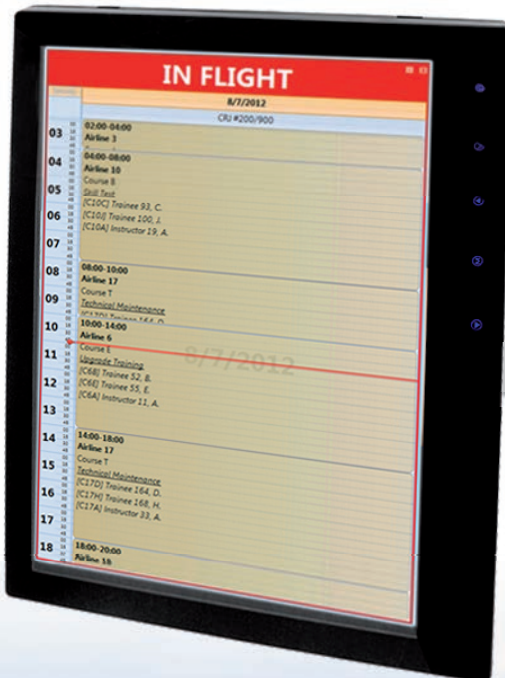 IN FLIGHT
8/7/2012
CRJ #200/900
03
02:00-04:00
Airline 3
04
04:00-08:00
Airline 10
Course B
05
Skill Test
[C10C] Trainee 93, C.
06
[C10J] Trainee 100, J.
[C10A] Instructor 19, A.
07
08
08:00-10:00
Airline 17
Course T
09
Technical Maintenance
[C17D] Trainee 164, D.
10
10:00-14:00
Airline 6
8/7/2012
11
Course E
Upgrade Training
[C6B] Trainee 52, B.
12
[C6E] Trainee 55, E.
[C6A] Instructor 11, A.
13
14
14:00-18:00
Airline 17
15
Course T
Technical Maintenance
16
[C17D] Trainee 164, D.
[C17H] Trainee 168, H.
[C17A] Instructor 33, A.
17
18
18:00-20:00
Airline 18